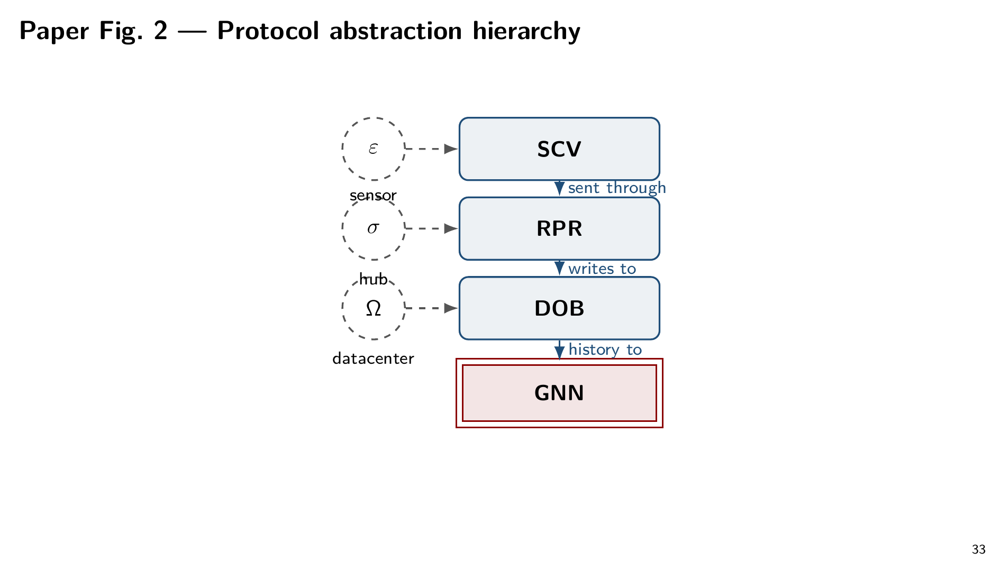 Paper Fig. 2 — Protocol abstraction hierarchy
ε
SCV
sent through
sensor
σ
RPR
writes to
hub
Ω
DOB
history to
datacenter
GNN
33